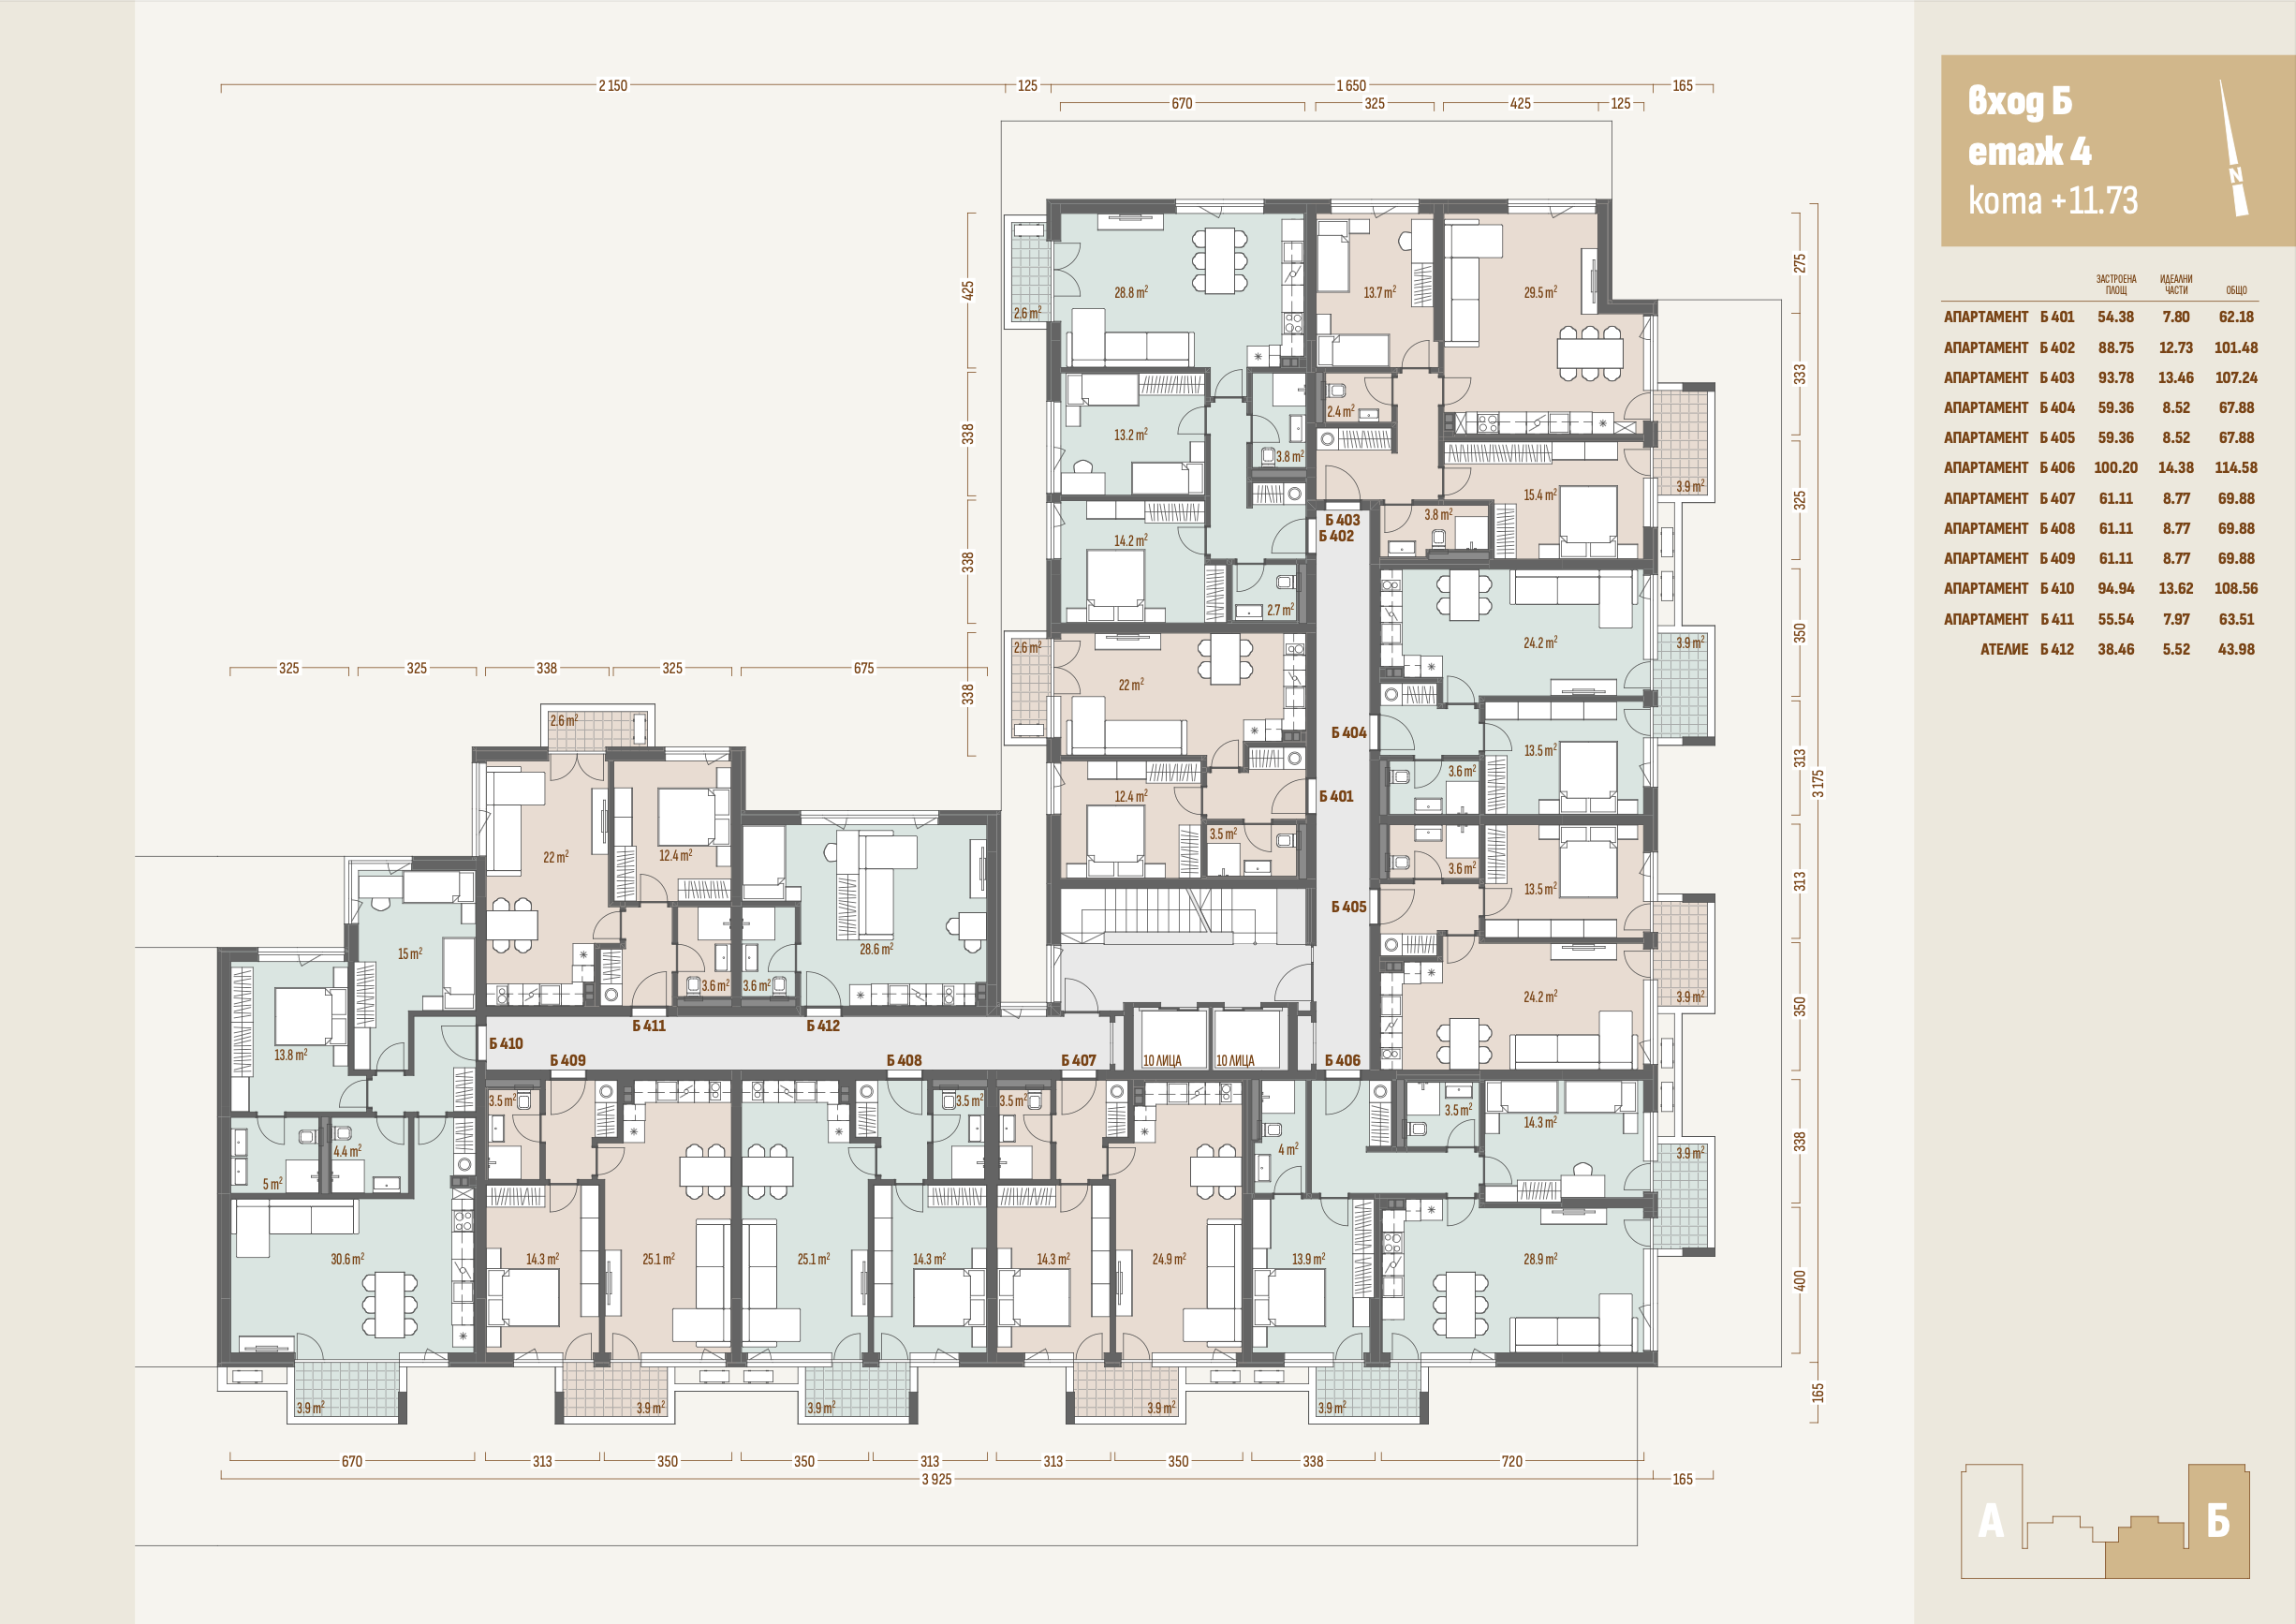 вход Б
етаж 4
кота +11.73
N
ЗАСТРОЕНА ПЛОЩ ИДЕАЛНИ ЧАСТИ ОБЩО
АПАРТАМЕНТ Б 401 54.38 7.80 62.18
АПАРТАМЕНТ Б 402 88.75 12.73 101.48
АПАРТАМЕНТ Б 403 93.78 13.46 107.24
АПАРТАМЕНТ Б 404 59.36 8.52 67.88
АПАРТАМЕНТ Б 405 59.36 8.52 67.88
АПАРТАМЕНТ Б 406 100.20 14.38 114.58
АПАРТАМЕНТ Б 407 61.11 8.77 69.88
АПАРТАМЕНТ Б 408 61.11 8.77 69.88
АПАРТАМЕНТ Б 409 61.11 8.77 69.88
АПАРТАМЕНТ Б 410 94.94 13.62 108.56
АПАРТАМЕНТ Б 411 55.54 7.97 63.51
АТЕЛИЕ Б 412 38.46 5.52 43.98
А Б
2 150 125 1 650 165
670 325 425 125
425
338
338
338
275
333
325
350
313
3 175
313
350
338
400
165
325 325 338 325 675
28.8 m²
2.6 m²
13.7 m²
29.5 m²
13.2 m²
3.8 m²
2.4 m²
15.4 m²
3.9 m²
14.2 m²
2.7 m²
3.8 m²
Б 403
Б 402
2.6 m²
22 m²
24.2 m²
3.9 m²
Б 404
13.5 m²
3.6 m²
12.4 m²
3.5 m²
Б 401
3.6 m²
13.5 m²
Б 405
24.2 m²
3.9 m²
2.6 m²
22 m²
12.4 m²
28.6 m²
3.6 m²
3.6 m²
15 m²
13.8 m²
Б 411
Б 412
Б 410
Б 409
Б 408
Б 407
10 ЛИЦА
10 ЛИЦА
Б 406
3.5 m²
3.5 m²
3.5 m²
3.5 m²
14.3 m²
4 m²
4.4 m²
5 m²
3.9 m²
30.6 m²
14.3 m²
25.1 m²
25.1 m²
14.3 m²
14.3 m²
24.9 m²
13.9 m²
28.9 m²
3.9 m²
3.9 m²
3.9 m²
3.9 m²
3.9 m²
670 313 350 350 313 313 350 338 720
3 925 165